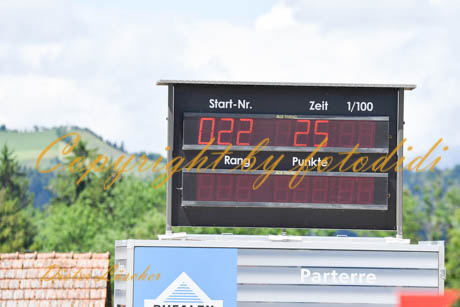 Start-Nr. Zeit 1/100
022 25
Rang Punkte
Copyright by fotodidi
Parterre